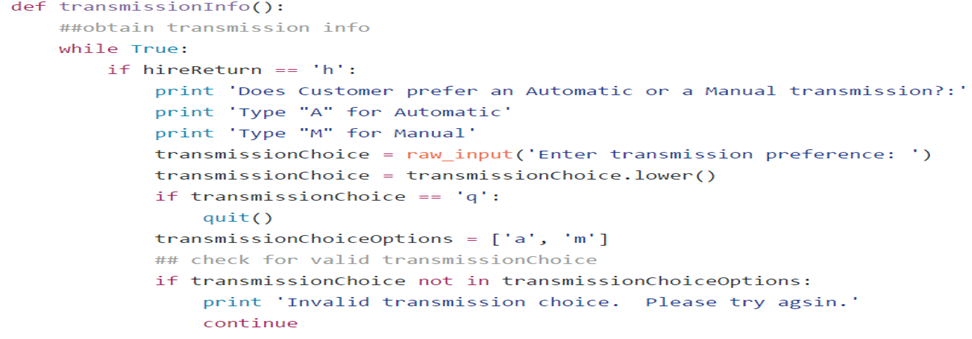 def transmissionInfo():
    ##obtain transmission info
    while True:
        if hireReturn == 'h':
            print 'Does Customer prefer an Automatic or a Manual transmission?:'
            print 'Type "A" for Automatic'
            print 'Type "M" for Manual'
            transmissionChoice = raw_input('Enter transmission preference: ')
            transmissionChoice = transmissionChoice.lower()
            if transmissionChoice == 'q':
                quit()
            transmissionChoiceOptions = ['a', 'm']
            ## check for valid transmissionChoice
            if transmissionChoice not in transmissionChoiceOptions:
                print 'Invalid transmission choice.  Please try agsin.'
                continue